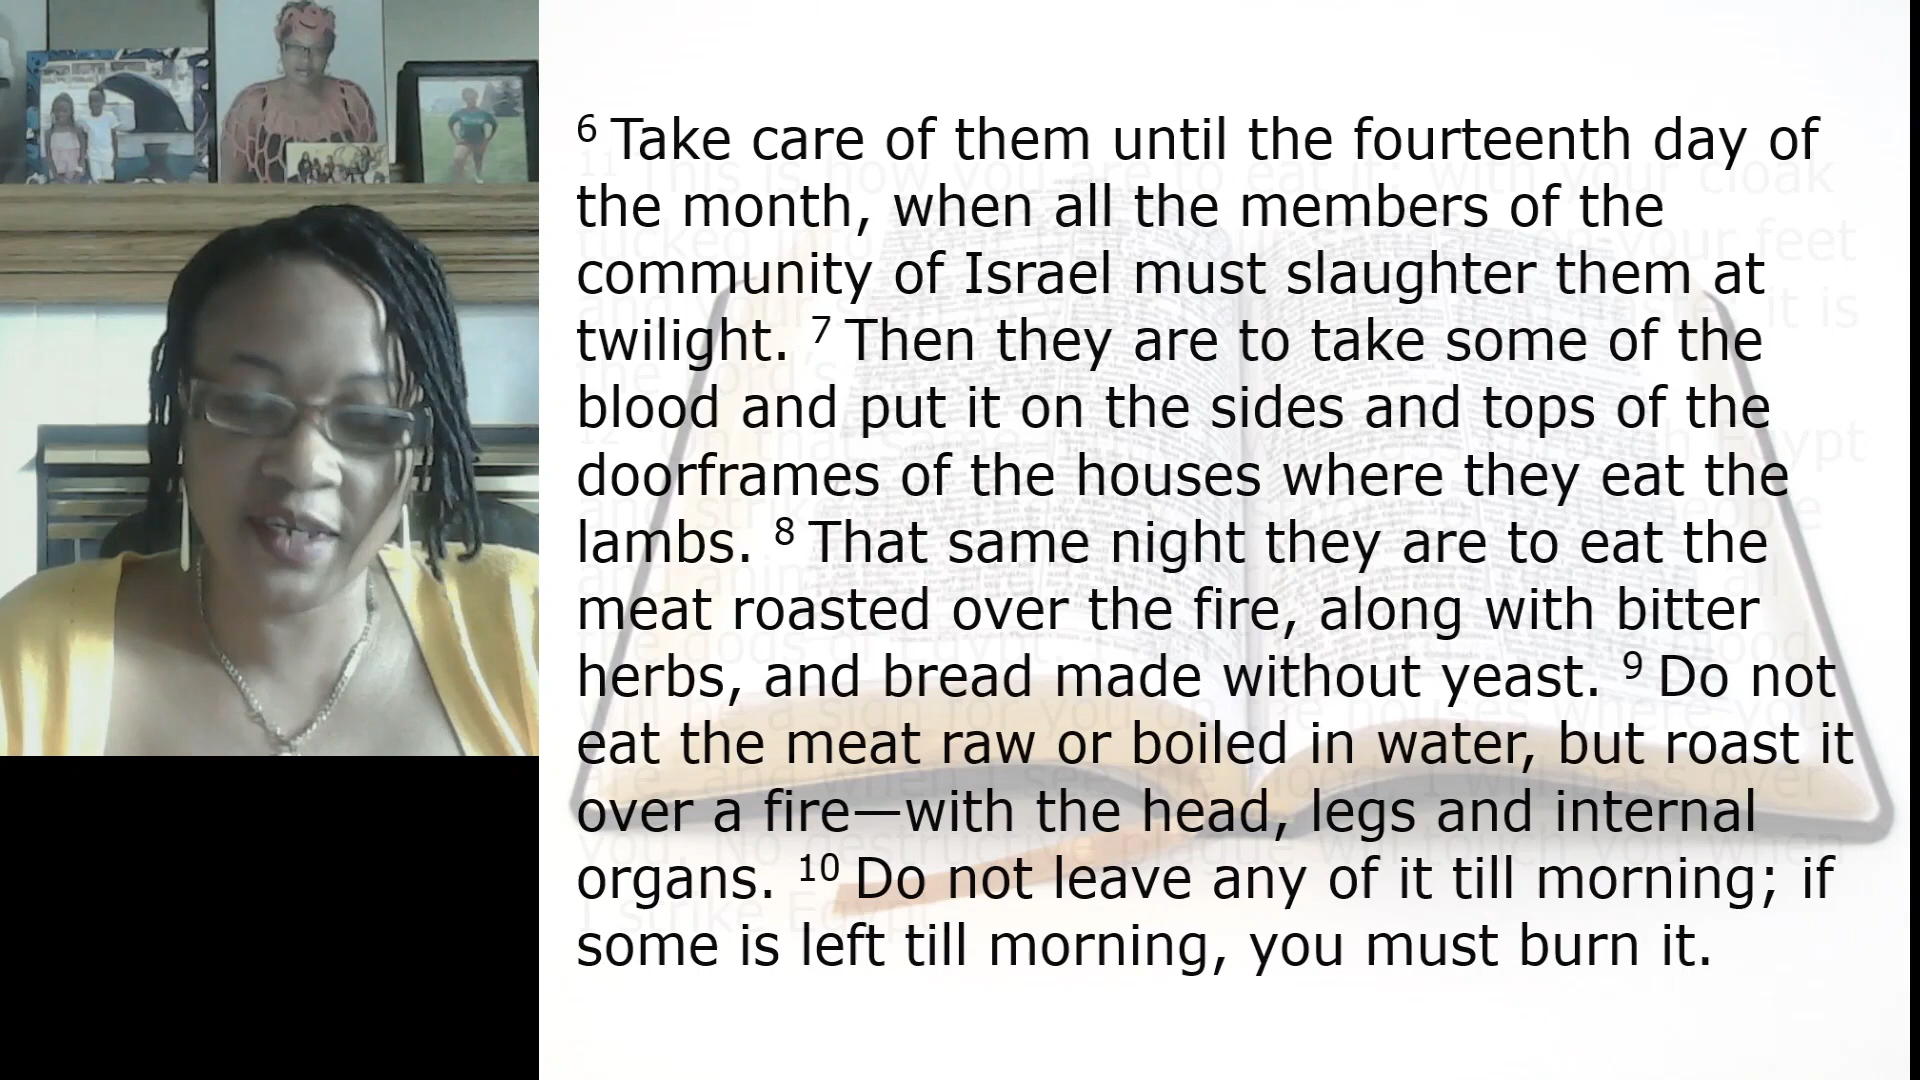 6 Take care of them until the fourteenth day of
the month, when all the members of the
community of Israel must slaughter them at
twilight. 7 Then they are to take some of the
blood and put it on the sides and tops of the
doorframes of the houses where they eat the
lambs. 8 That same night they are to eat the
meat roasted over the fire, along with bitter
herbs, and bread made without yeast. 9 Do not
eat the meat raw or boiled in water, but roast it
over a fire—with the head, legs and internal
organs. 10 Do not leave any of it till morning; if
some is left till morning, you must burn it.